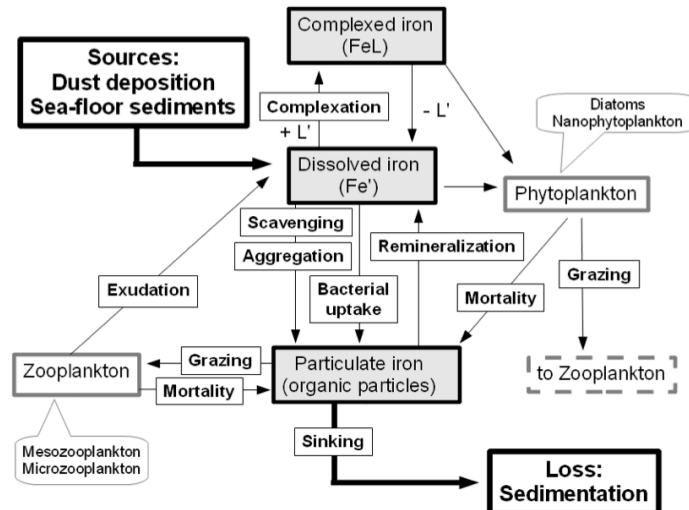 Complexed iron
(FeL)
Sources:
Dust deposition
Sea-floor sediments
Complexation
+ L'
- L'
Diatoms
Nanophytoplankton
Dissolved iron
(Fe')
Phytoplankton
Scavenging
Aggregation
Remineralization
Grazing
Exudation
Bacterial
uptake
Mortality
Zooplankton
Grazing
Mortality
Particulate iron
(organic particles)
to Zooplankton
Mesozooplankton
Microzooplankton
Sinking
Loss:
Sedimentation